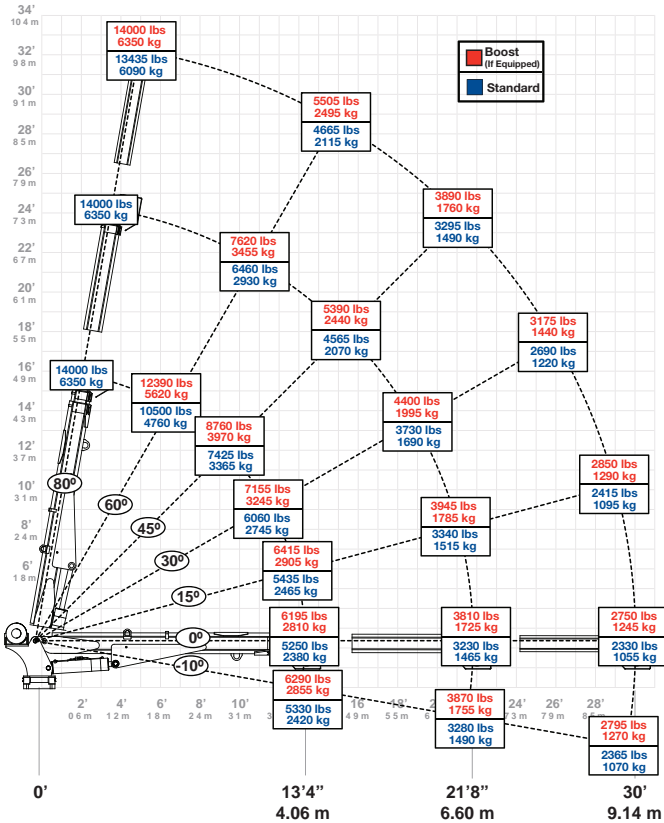 34'
10 4 m
32'
9 8 m
30'
9 1 m
28'
8 5 m
26'
7 9 m
24'
7 3 m
22'
6 7 m
20'
6 1 m
18'
5 5 m
16'
4 9 m
14'
4 3 m
12'
3 7 m
10'
3 1 m
8'
2 4 m
6'
1 8 m
Boost
(If Equipped)
Standard
14000 lbs
6350 kg
13435 lbs
6090 kg
5505 lbs
2495 kg
4665 lbs
2115 kg
3890 lbs
1760 kg
3295 lbs
1490 kg
14000 lbs
6350 kg
7620 lbs
3455 kg
6460 lbs
2930 kg
5390 lbs
2440 kg
4565 lbs
2070 kg
3175 lbs
1440 kg
2690 lbs
1220 kg
14000 lbs
6350 kg
12390 lbs
5620 kg
10500 lbs
4760 kg
8760 lbs
3970 kg
7425 lbs
3365 kg
4400 lbs
1995 kg
3730 lbs
1690 kg
7155 lbs
3245 kg
6060 lbs
2745 kg
3945 lbs
1785 kg
3340 lbs
1515 kg
2850 lbs
1290 kg
2415 lbs
1095 kg
6415 lbs
2905 kg
5435 lbs
2465 kg
6195 lbs
2810 kg
5250 lbs
2380 kg
3810 lbs
1725 kg
3230 lbs
1465 kg
2750 lbs
1245 kg
2330 lbs
1055 kg
6290 lbs
2855 kg
5330 lbs
2420 kg
3870 lbs
1755 kg
3280 lbs
1490 kg
2795 lbs
1270 kg
2365 lbs
1070 kg
80º
60º
45º
30º
15º
0º
-10º
2' 4' 6' 8' 10' 16 18' 24' 26' 28'
0 6 m 1 2 m 1 8 m 2 4 m 3 1 m 4 9 m 5 5 m 7 3 m 7 9 m
0' 13'4” 21'8” 30'
4.06 m 6.60 m 9.14 m